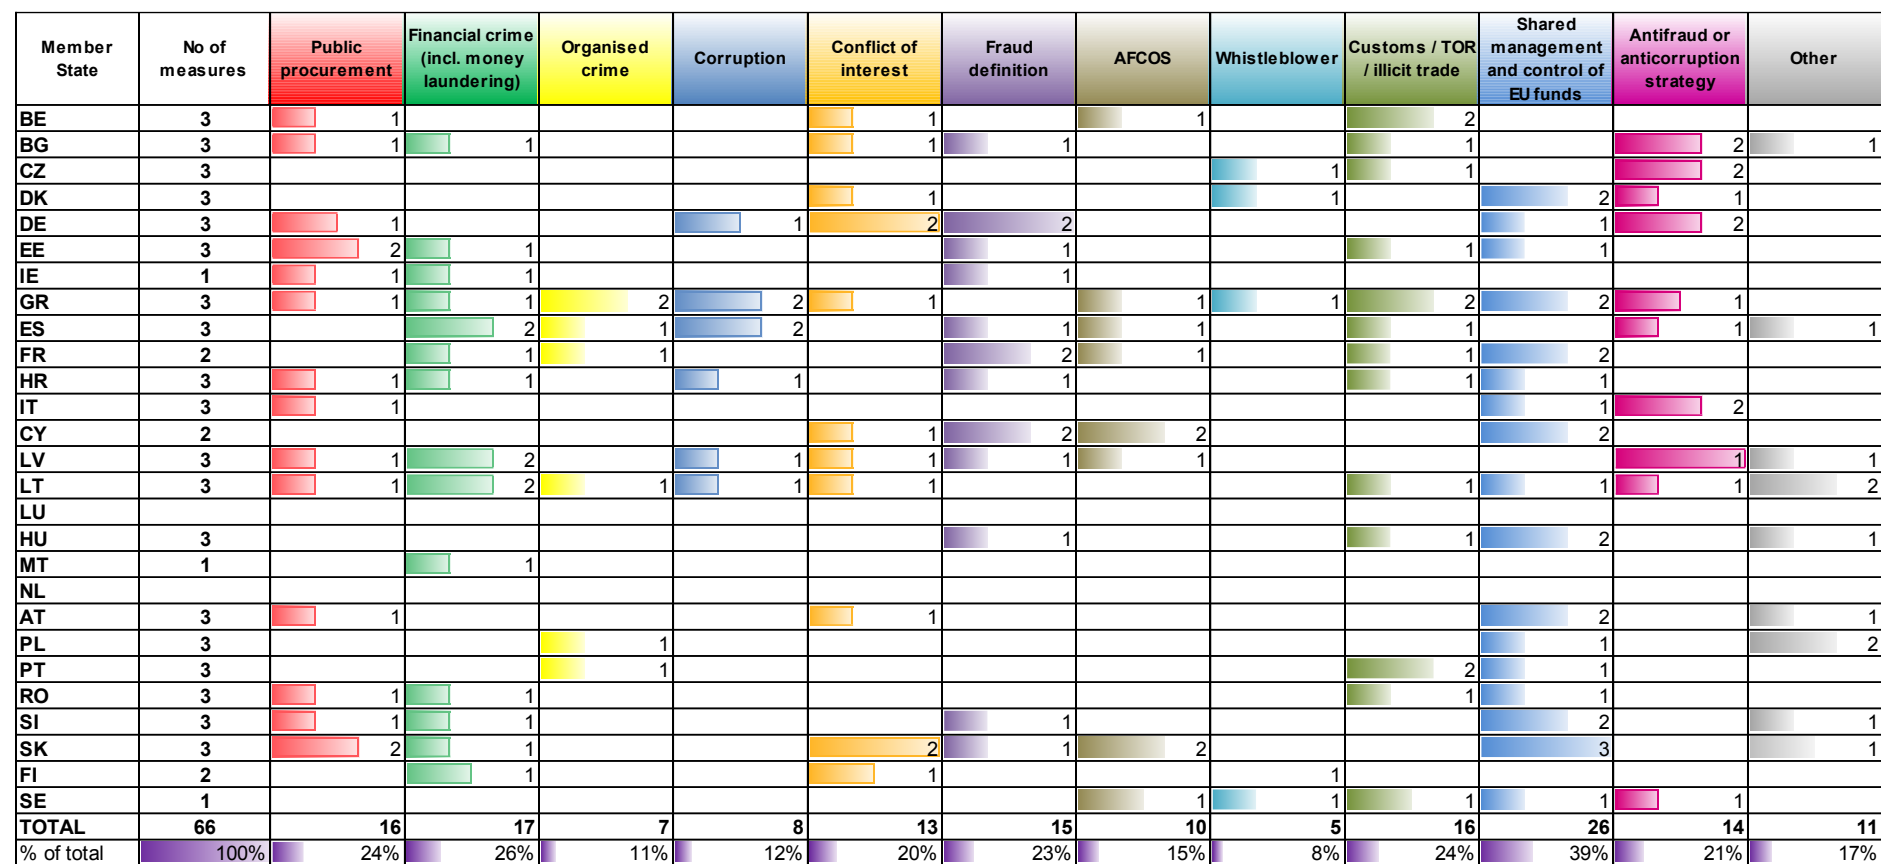 Member State | No of measures | Public procurement | Financial crime (incl. money laundering) | Organised crime | Corruption | Conflict of interest | Fraud definition | AFCOS | Whistleblower | Customs / TOR / illicit trade | Shared management and control of EU funds | Antifraud or anticorruption strategy | Other
BE 3 1 1 1 2
BG 3 1 1 1 1 1 2 1
CZ 3 1 1 2
DK 3 1 1 2 1
DE 3 1 1 2 2 1 2
EE 3 2 1 1 1 1
IE 1 1 1 1
GR 3 1 1 2 2 1 1 1 2 2 1
ES 3 2 1 2 1 1 1 1 1
FR 2 1 1 2 1 1 2
HR 3 1 1 1 1 1 1
IT 3 1 1 2
CY 2 1 2 2 2
LV 3 1 2 1 1 1 1 1 1
LT 3 1 2 1 1 1 1 1 1 2
LU
HU 3 1 1 2 1
MT 1 1
NL
AT 3 1 1 2 1
PL 3 1 1 2
PT 3 1 2 1
RO 3 1 1 1 1
SI 3 1 1 1 2 1
SK 3 2 1 2 1 2 3 1
FI 2 1 1 1
SE 1 1 1 1 1 1
TOTAL 66 16 17 7 8 13 15 10 5 16 26 14 11
% of total 100% 24% 26% 11% 12% 20% 23% 15% 8% 24% 39% 21% 17%